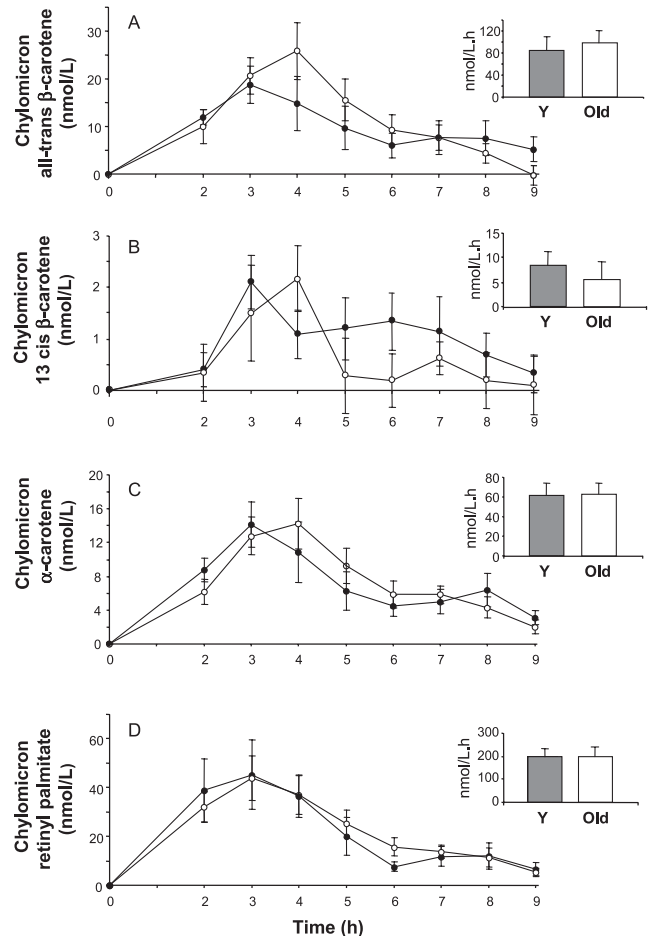 A
Chylomicron
all-trans β-carotene
(nmol/L)
30
20
10
0
0 2 3 4 5 6 7 8 9
nmol/L.h
120
80
40
0
Y Old
B
Chylomicron
13 cis β-carotene
(nmol/L)
3
2
1
0
0 2 3 4 5 6 7 8 9
nmol/L.h
15
10
5
0
Y Old
C
Chylomicron
α-carotene
(nmol/L)
20
16
12
8
4
0
0 2 3 4 5 6 7 8 9
nmol/L.h
80
60
40
20
0
Y Old
D
Chylomicron
retinyl palmitate
(nmol/L)
60
40
20
0
0 2 3 4 5 6 7 8 9
nmol/L.h
300
200
100
0
Y Old
Time (h)